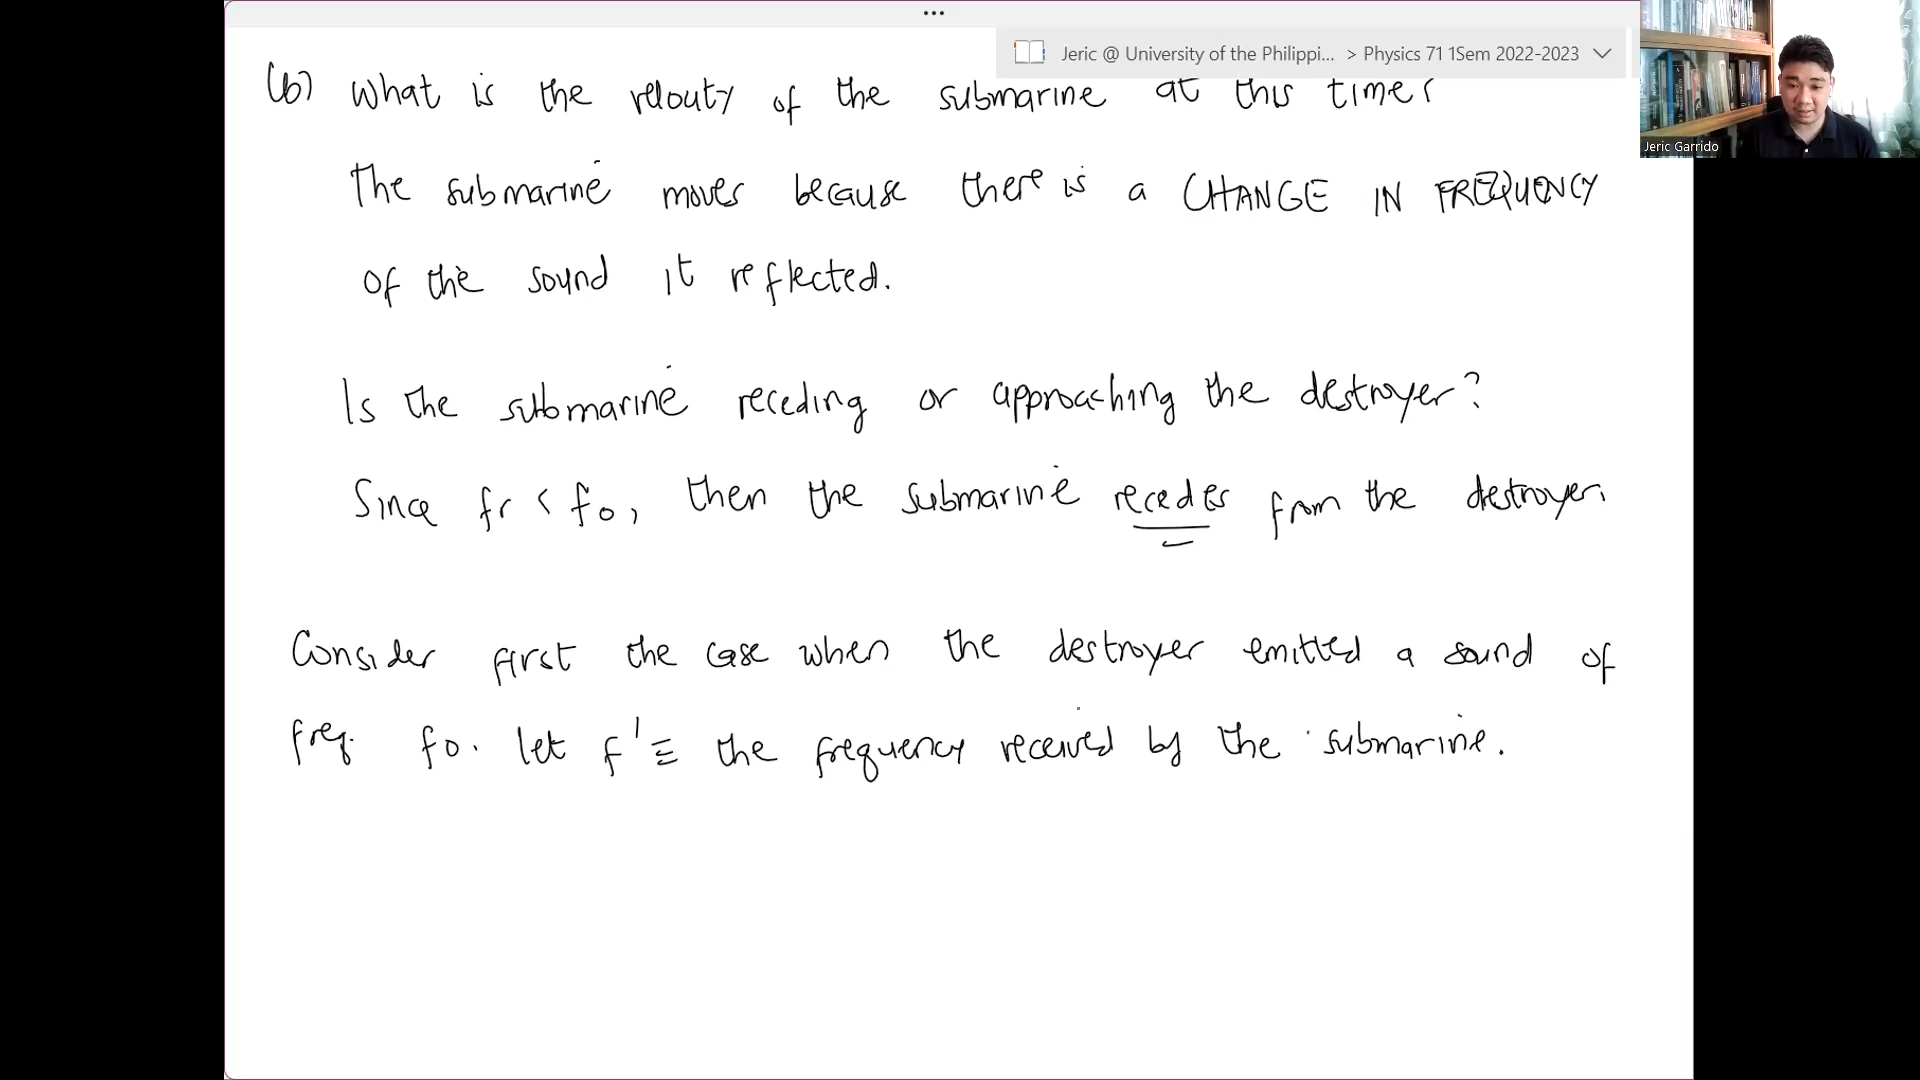 •••
Jeric @ University of the Philippi... > Physics 71 1Sem 2022-2023
Jeric Garrido
(b) What is the velocity of the submarine at this time?
The submarine moves because there is a CHANGE IN FREQUENCY
of the sound it reflected.
Is the submarine receding or approaching the destroyer?
Since fr < f0, then the submarine recedes from the destroyer.
Consider first the case when the destroyer emitted a sound of
freq. f0. let f' ≡ the frequency received by the submarine.